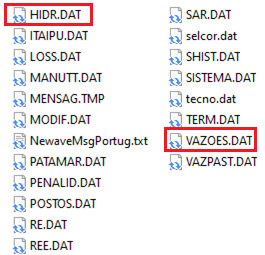 HIDR.DAT
ITAIPU.DAT
LOSS.DAT
MANUTT.DAT
MENSAG.TMP
MODIF.DAT
NewaveMsgPortug.txt
PATAMAR.DAT
PENALID.DAT
POSTOS.DAT
RE.DAT
REE.DAT
SAR.DAT
selcor.dat
SHIST.DAT
SISTEMA.DAT
tecno.dat
TERM.DAT
VAZOES.DAT
VAZPAST.DAT